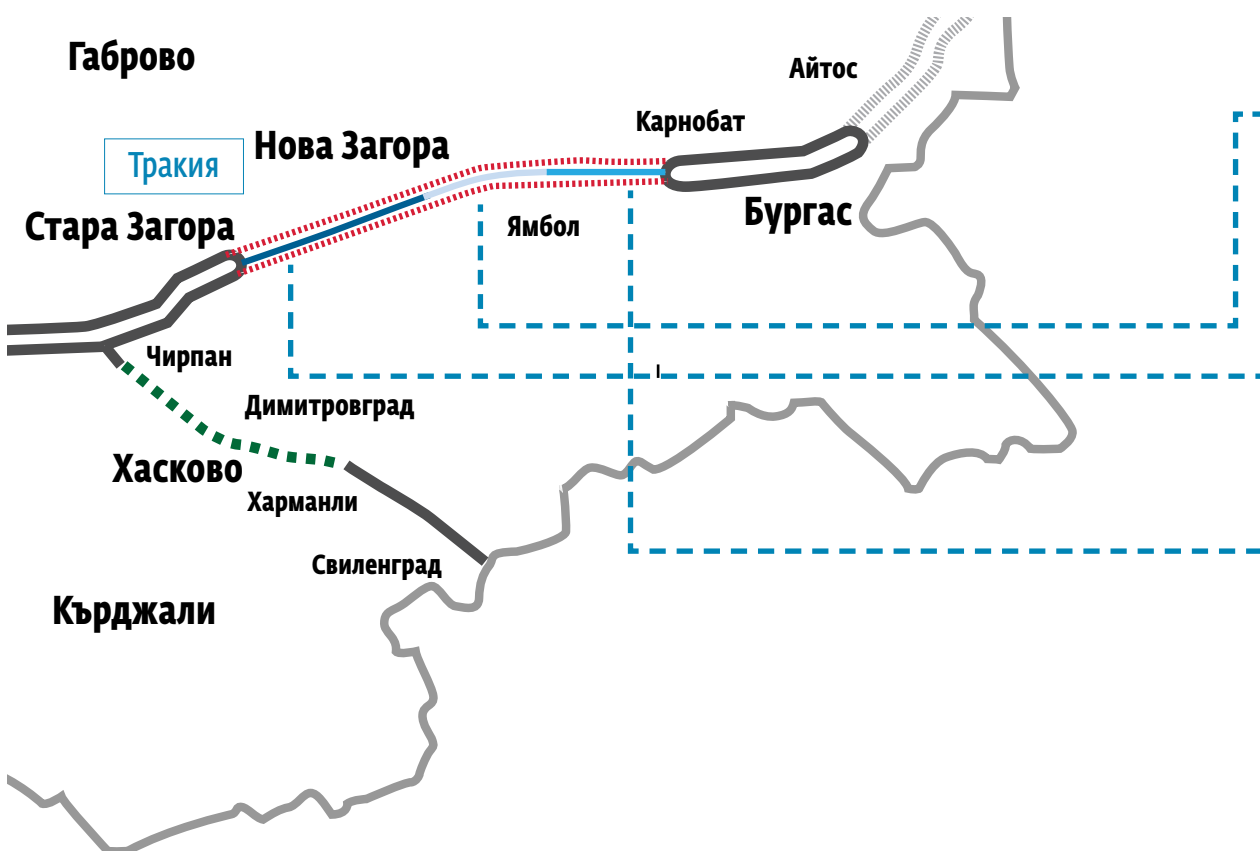 Габрово
Айтос
Карнобат
Нова Загора
Тракия
Стара Загора
Бургас
Ямбол
Чирпан
Димитровград
Хасково
Харманли
Свиленград
Кърджали